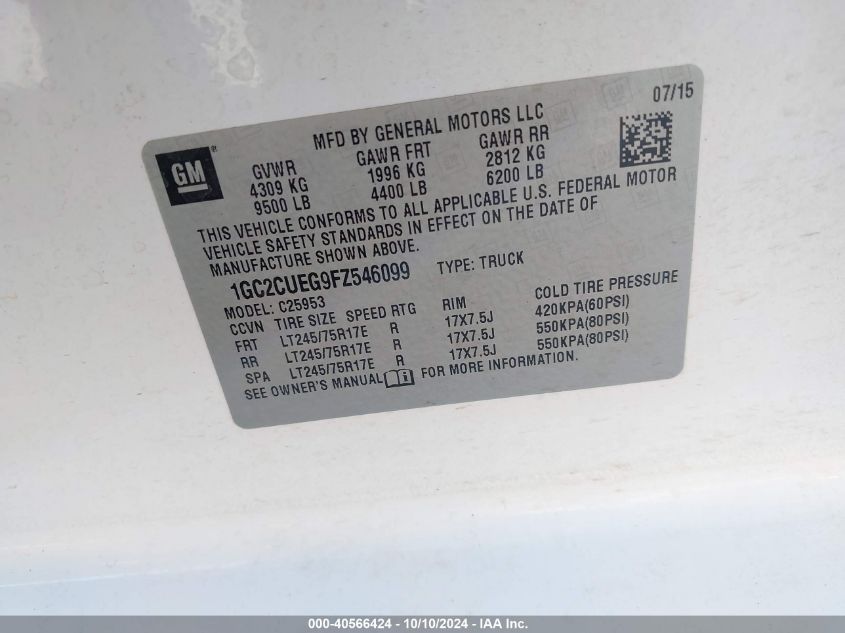 GM
07/15
MFD BY GENERAL MOTORS LLC
GVWR GAWR FRT GAWR RR
4309 KG 1996 KG 2812 KG
9500 LB 4400 LB 6200 LB
THIS VEHICLE CONFORMS TO ALL APPLICABLE U.S. FEDERAL MOTOR
VEHICLE SAFETY STANDARDS IN EFFECT ON THE DATE OF
MANUFACTURE SHOWN ABOVE.
1GC2CUEG9FZ546099 TYPE: TRUCK
MODEL: C25953
CCVN TIRE SIZE SPEED RTG RIM COLD TIRE PRESSURE
FRT LT245/75R17E R 17X7.5J 420KPA(60PSI)
RR LT245/75R17E R 17X7.5J 550KPA(80PSI)
SPA LT245/75R17E R 17X7.5J 550KPA(80PSI)
SEE OWNER'S MANUAL FOR MORE INFORMATION.
000-40566424 - 10/10/2024 - IAA Inc.